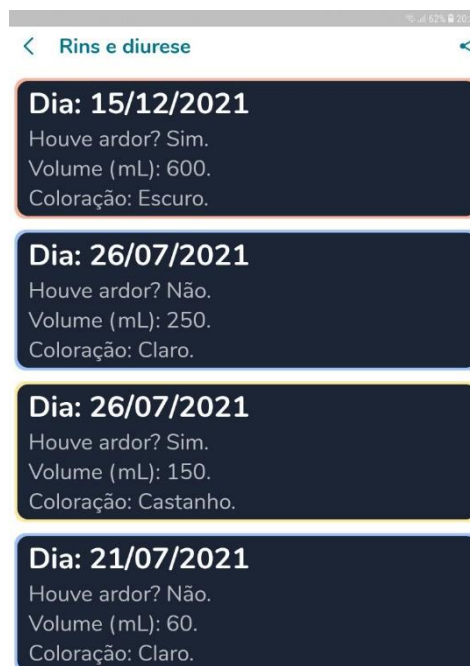 62% 20:
Rins e diurese
Dia: 15/12/2021
Houve ardor? Sim.
Volume (mL): 600.
Coloração: Escuro.
Dia: 26/07/2021
Houve ardor? Não.
Volume (mL): 250.
Coloração: Claro.
Dia: 26/07/2021
Houve ardor? Sim.
Volume (mL): 150.
Coloração: Castanho.
Dia: 21/07/2021
Houve ardor? Não.
Volume (mL): 60.
Coloração: Claro.